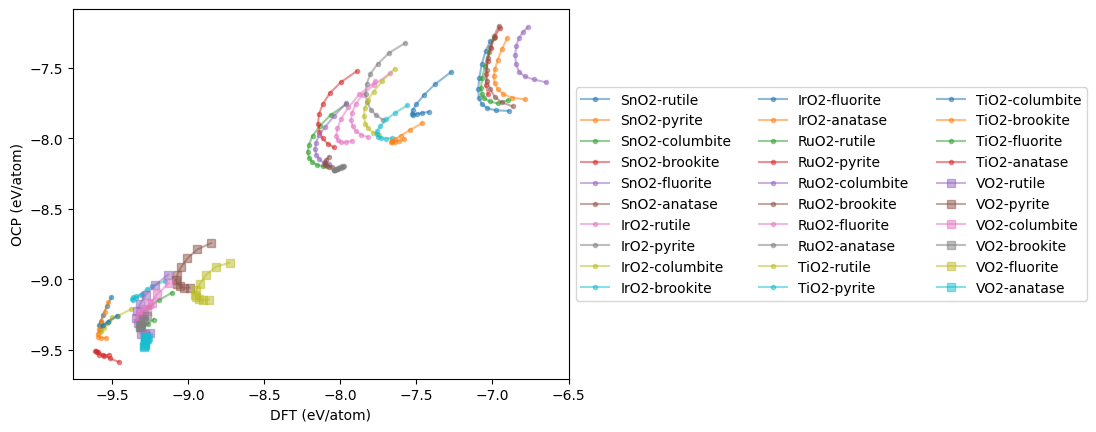 −7.5
−8.0
−8.5
−9.0
−9.5
OCP (eV/atom)
−9.5 −9.0 −8.5 −8.0 −7.5 −7.0 −6.5
DFT (eV/atom)
SnO2-rutile
SnO2-pyrite
SnO2-columbite
SnO2-brookite
SnO2-fluorite
SnO2-anatase
IrO2-rutile
IrO2-pyrite
IrO2-columbite
IrO2-brookite
IrO2-fluorite
IrO2-anatase
RuO2-rutile
RuO2-pyrite
RuO2-columbite
RuO2-brookite
RuO2-fluorite
RuO2-anatase
TiO2-rutile
TiO2-pyrite
TiO2-columbite
TiO2-brookite
TiO2-fluorite
TiO2-anatase
VO2-rutile
VO2-pyrite
VO2-columbite
VO2-brookite
VO2-fluorite
VO2-anatase